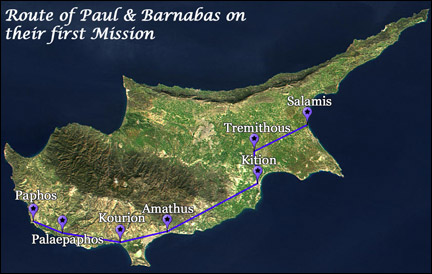 Route of Paul & Barnabas on
their first Mission
Salamis
Tremithous
Kition
Paphos
Amathus
Kourion
Palaepaphos